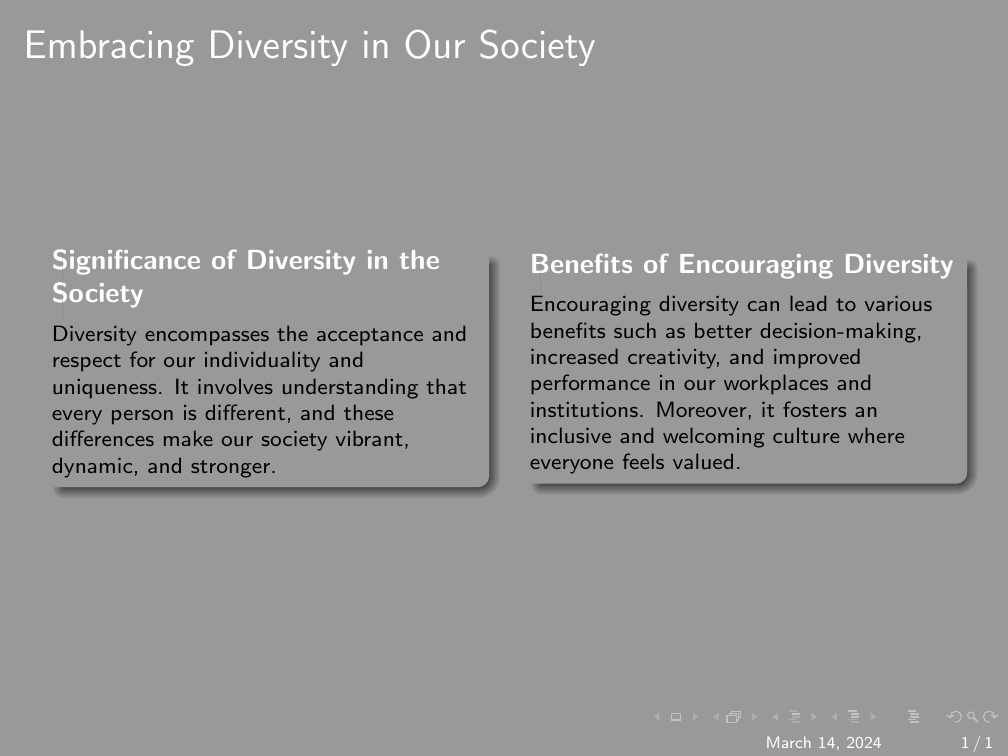 Embracing Diversity in Our Society
Significance of Diversity in the
Society
Diversity encompasses the acceptance and
respect for our individuality and
uniqueness. It involves understanding that
every person is different, and these
differences make our society vibrant,
dynamic, and stronger.
Benefits of Encouraging Diversity
Encouraging diversity can lead to various
benefits such as better decision-making,
increased creativity, and improved
performance in our workplaces and
institutions. Moreover, it fosters an
inclusive and welcoming culture where
everyone feels valued.
March 14, 2024 1 / 1